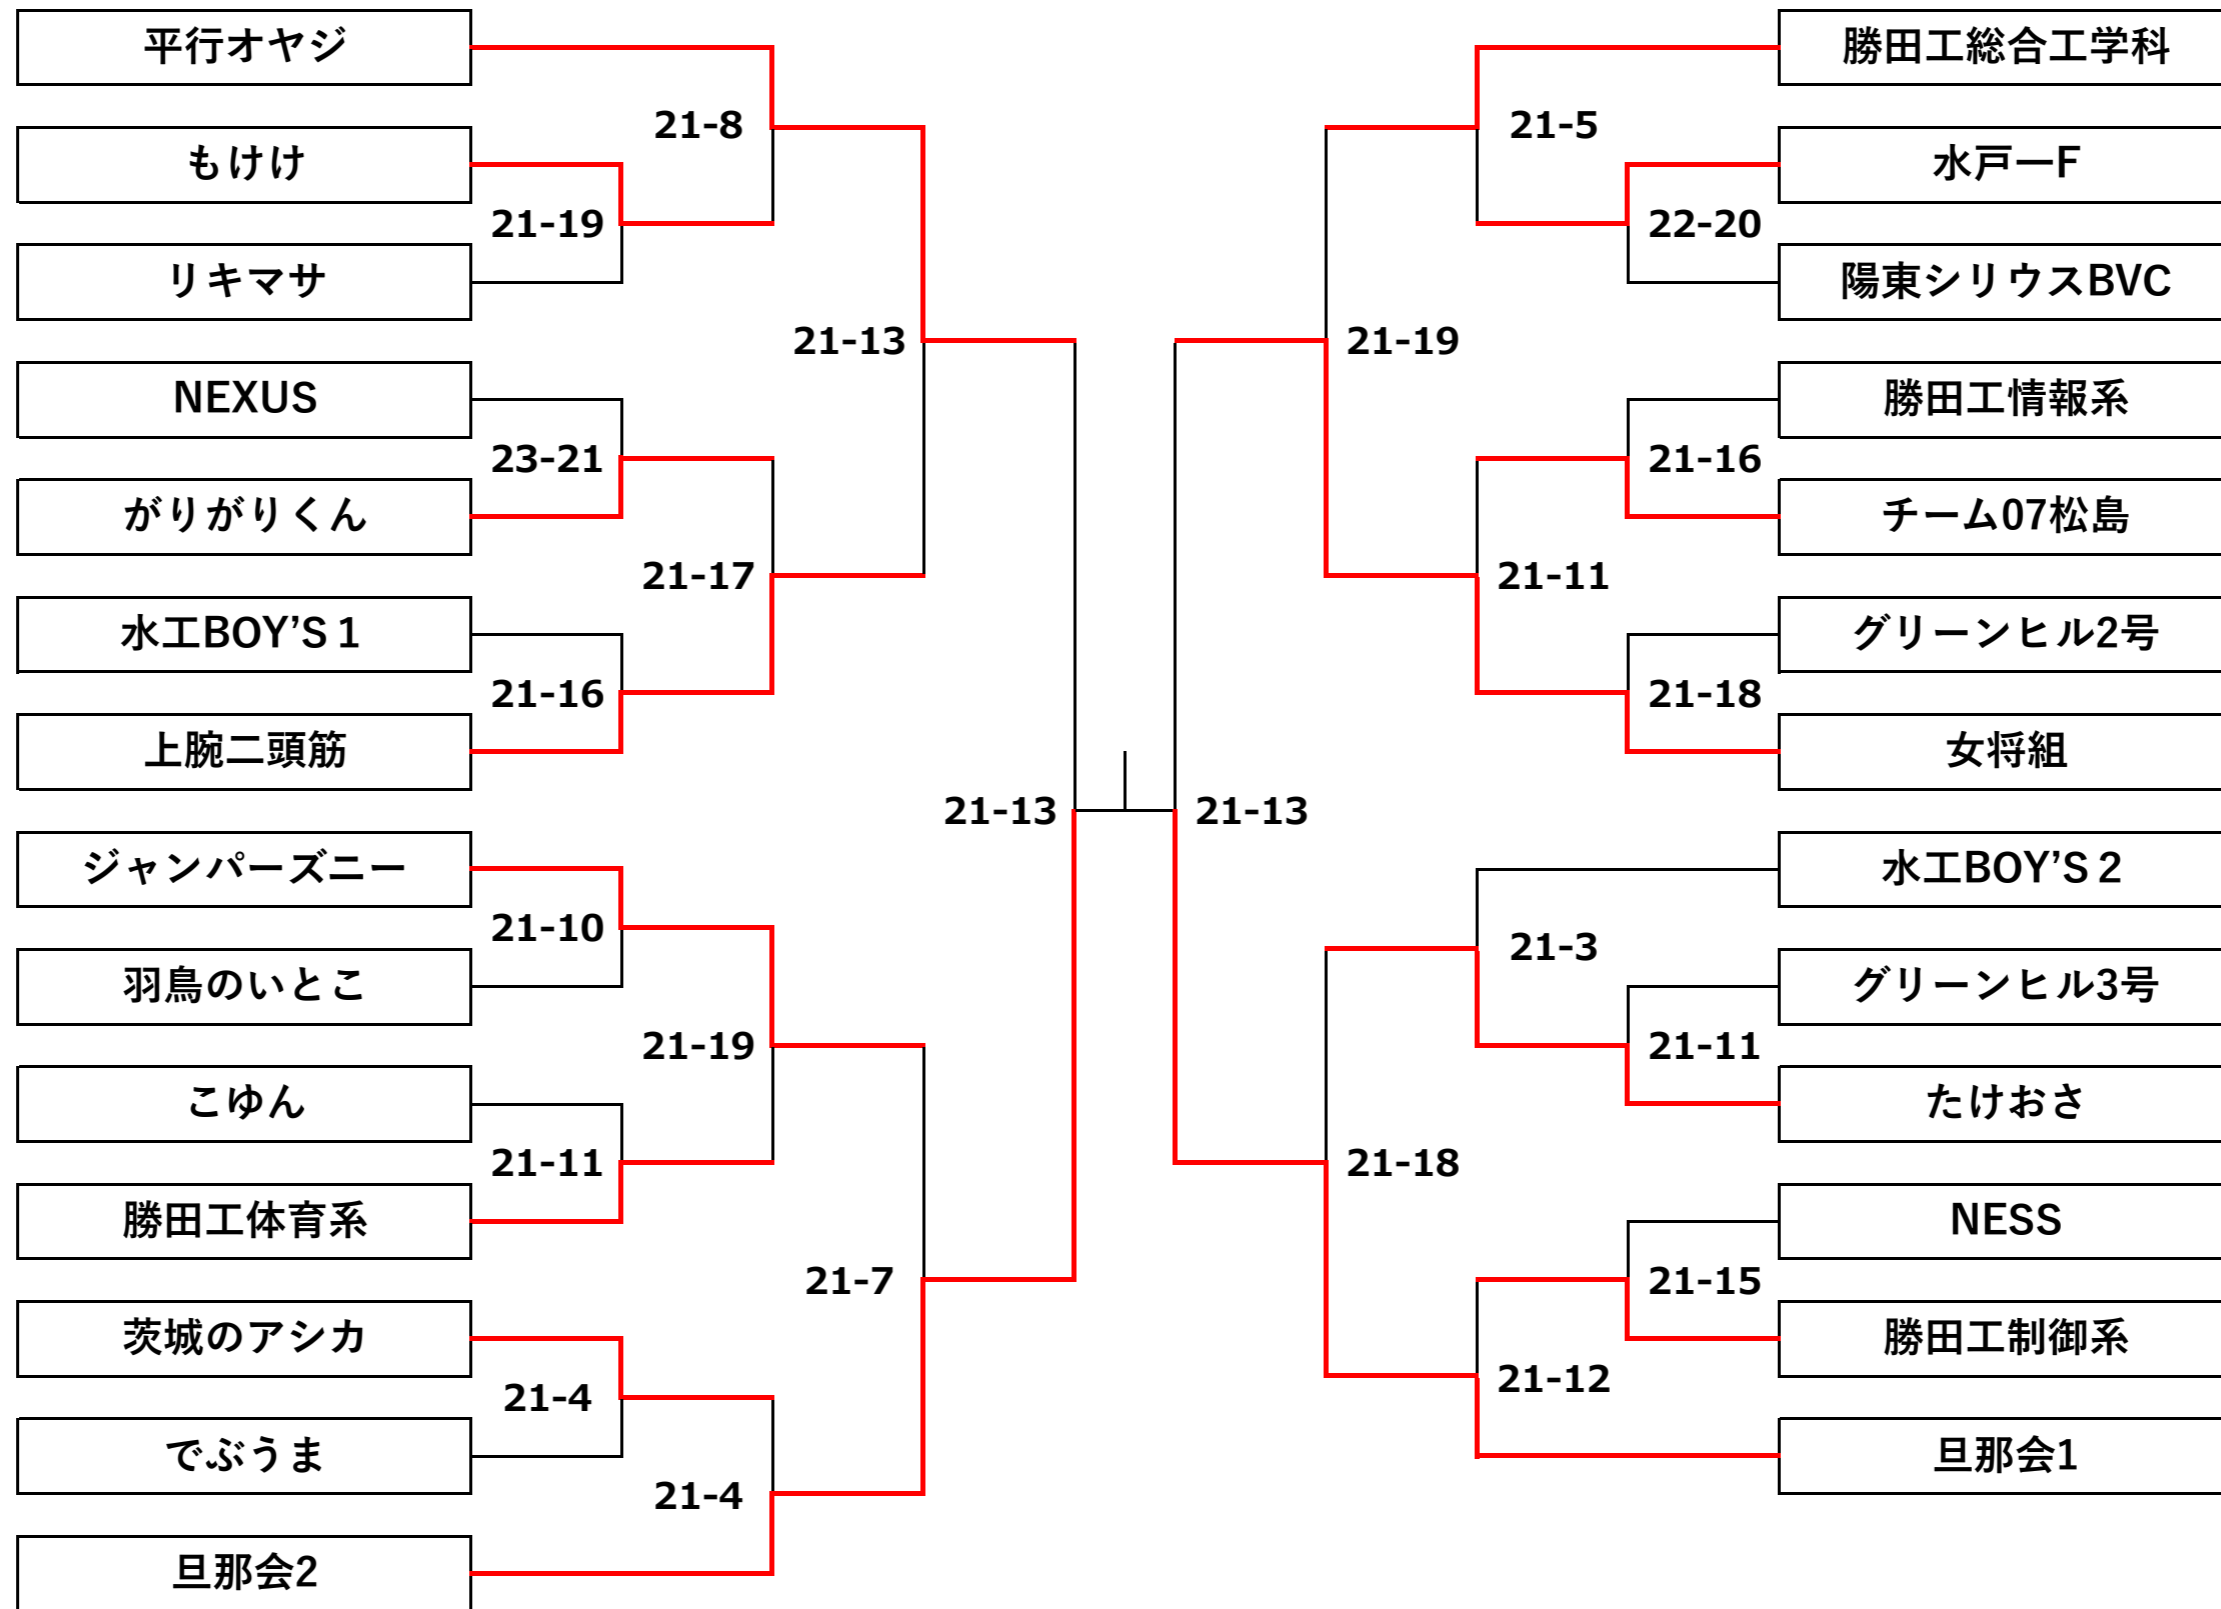 平行オヤジ
もけけ
リキマサ
NEXUS
がりがりくん
水工BOY’S１
上腕二頭筋
ジャンパーズニー
羽鳥のいとこ
こゆん
勝田工体育系
茨城のアシカ
でぶうま
旦那会2
21-19
23-21
21-16
21-10
21-11
21-4
21-8
21-17
21-19
21-4
21-13
21-7
21-13
21-13
21-19
21-18
21-5
21-11
21-3
21-12
22-20
21-16
21-18
21-11
21-15
勝田工総合工学科
水戸一F
陽東シリウスBVC
勝田工情報系
チーム07松島
グリーンヒル2号
女将組
水工BOY’S２
グリーンヒル3号
たけおさ
NESS
勝田工制御系
旦那会1